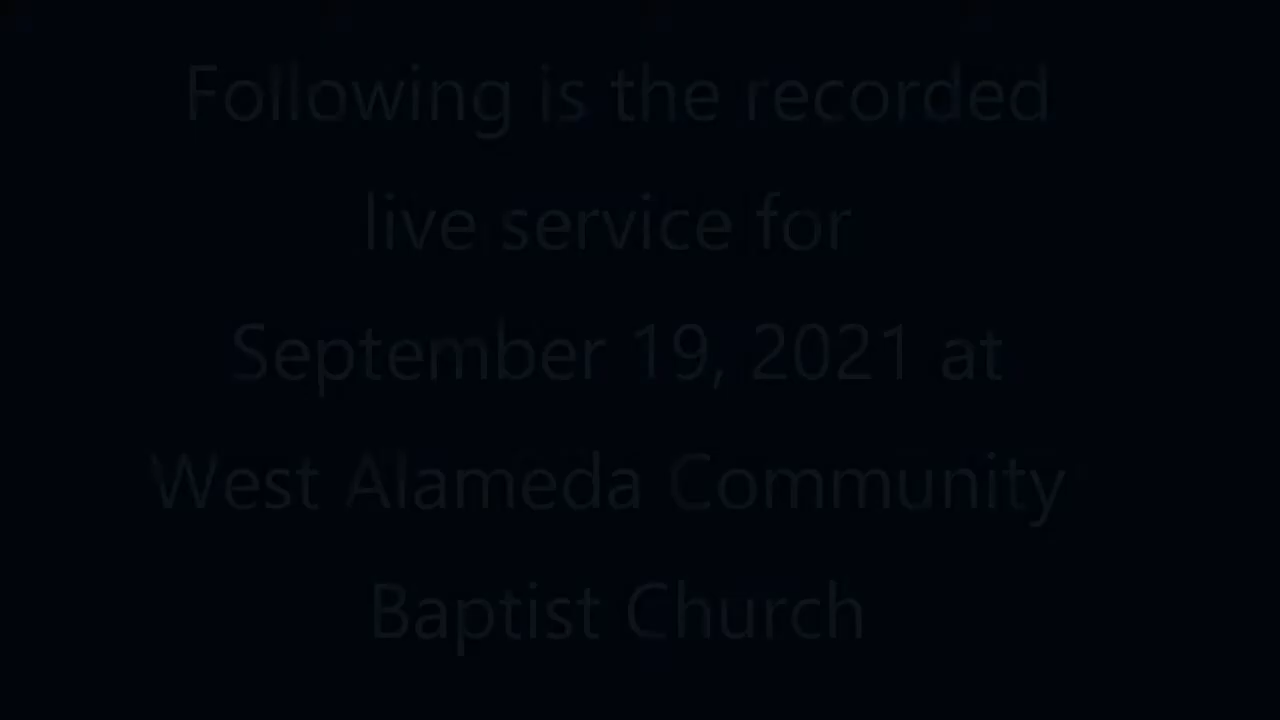 Following is the recorded
live service for
September 19, 2021 at
West Alameda Community
Baptist Church